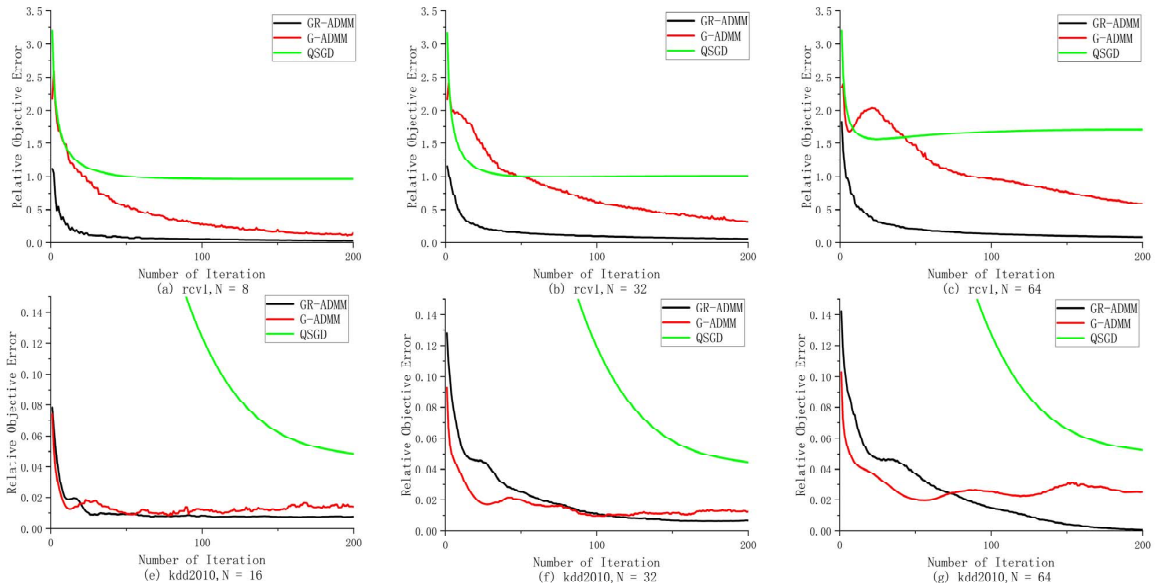 3.5
3.0
2.5
2.0
1.5
1.0
0.5
0.0
Relative Objective Error
GR-ADMM
G-ADMM
QSGD
0
100
200
Number of Iteration
(a) rcv1, N = 8
3.5
3.0
2.5
2.0
1.5
1.0
0.5
0.0
Relative Objective Error
GR-ADMM
G-ADMM
QSGD
0
100
200
Number of Iteration
(b) rcv1, N = 32
3.5
3.0
2.5
2.0
1.5
1.0
0.5
0.0
Relative Objective Error
GR-ADMM
G-ADMM
QSGD
0
100
200
Number of Iteration
(c) rcv1, N = 64
0.14
0.12
0.10
0.08
0.06
0.04
0.02
0.00
Relative Objective Error
GR-ADMM
G-ADMM
QSGD
0
100
200
Number of Iteration
(e) kdd2010, N = 16
0.14
0.12
0.10
0.08
0.06
0.04
0.02
0.00
Relative Objective Error
GR-ADMM
G-ADMM
QSGD
0
100
200
Number of Iteration
(f) kdd2010, N = 32
0.14
0.12
0.10
0.08
0.06
0.04
0.02
0.00
Relative Objective Error
GR-ADMM
G-ADMM
QSGD
0
100
200
Number of Iteration
(g) kdd2010, N = 64